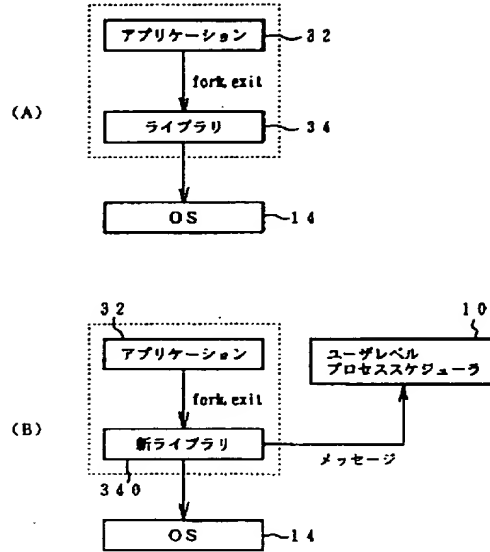 アプリケーション
32
fork,exit
(A)
ライブラリ
34
OS
14
32
10
アプリケーション
ユーザレベル
プロセススケジューラ
fork,exit
(B)
新ライブラリ
メッセージ
340
OS
14